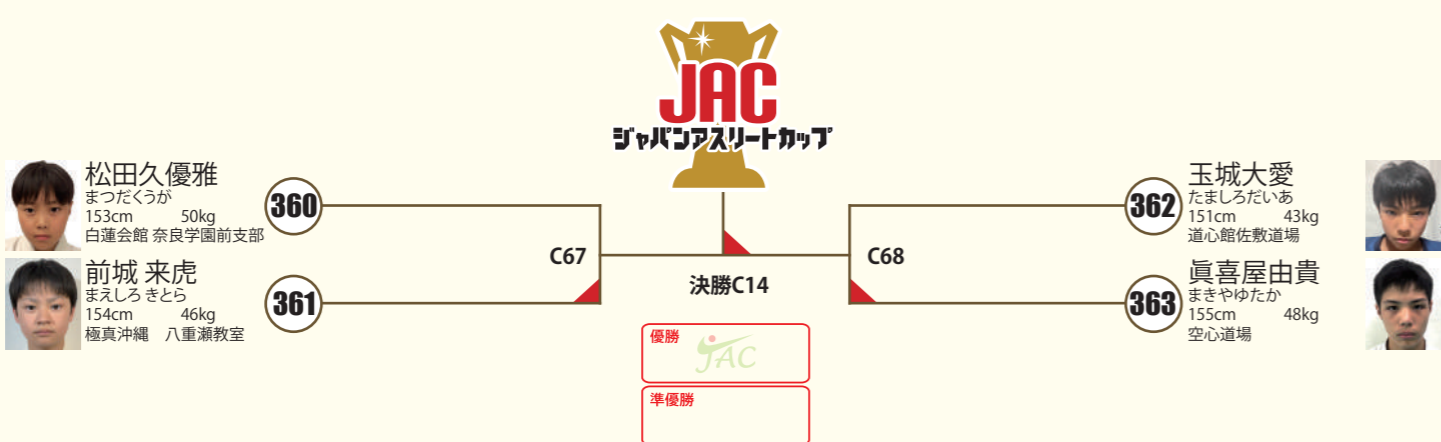 JAC
ジャパンアスリートカップ
松田久優雅
まつだくうが
153cm 50kg
白蓮会館 奈良学園前支部
360
前城 来虎
まえしろ きとら
154cm 46kg
極真沖縄 八重瀬教室
361
C67
決勝C14
C68
362
玉城大愛
たましろだいあ
151cm 43kg
道心館佐敷道場
363
眞喜屋由貴
まきやゆたか
155cm 48kg
空心道場
優勝
JAC
準優勝